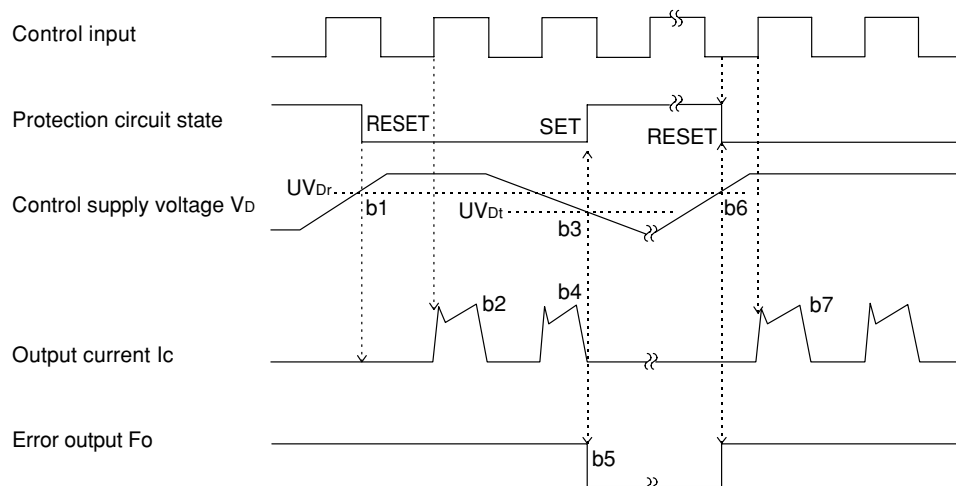 Control input
Protection circuit state
RESET
SET
RESET
UVDr
Control supply voltage VD
b1
UVDt
b3
b6
b2
b4
b7
Output current Ic
Error output Fo
b5